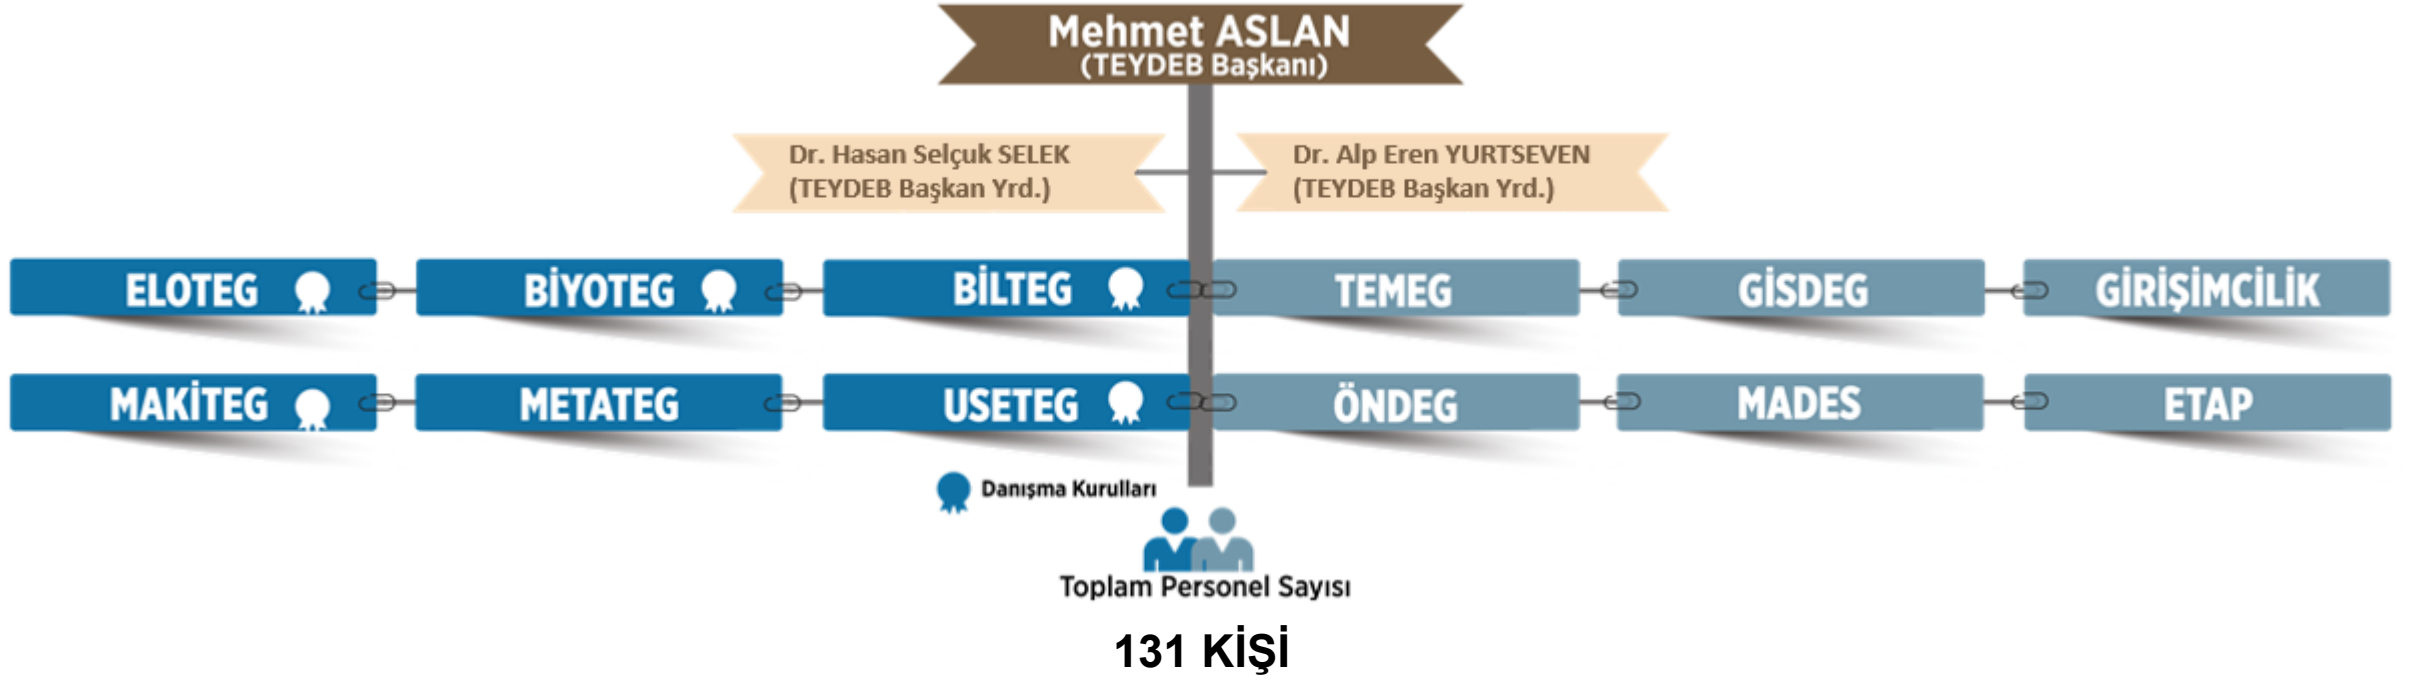 Mehmet ASLAN
(TEYDEB Başkanı)
Dr. Hasan Selçuk SELEK
(TEYDEB Başkan Yrd.)
Dr. Alp Eren YURTSEVEN
(TEYDEB Başkan Yrd.)
ELOTEG
BİYOTEG
BİLTEG
TEMEG
GİSDEG
GİRİŞİMCİLİK
MAKİTEG
METATEG
USETEG
ÖNDEG
MADES
ETAP
Danışma Kurulları
Toplam Personel Sayısı
131 KİŞİ